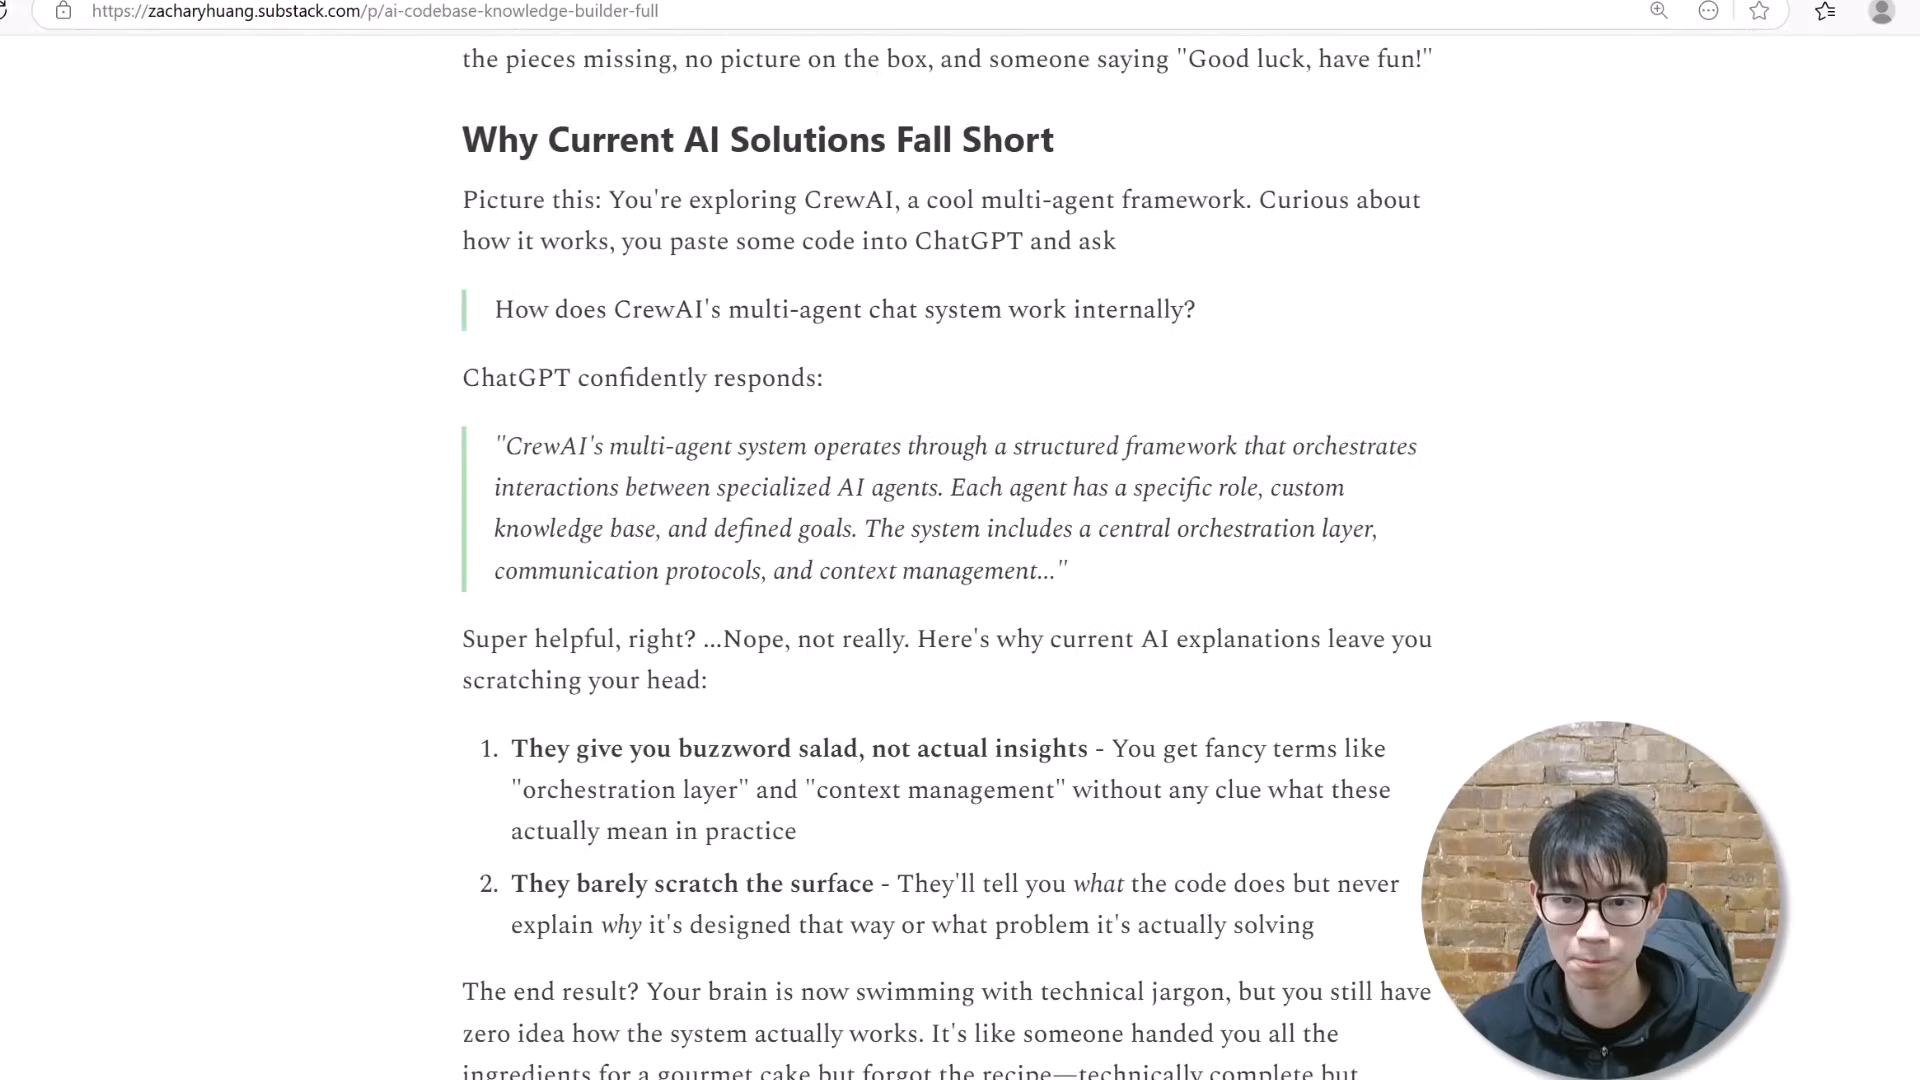 https://zacharyhuang.substack.com/p/ai-codebase-knowledge-builder-full
the pieces missing, no picture on the box, and someone saying "Good luck, have fun!"
Why Current AI Solutions Fall Short
Picture this: You're exploring CrewAI, a cool multi-agent framework. Curious about
how it works, you paste some code into ChatGPT and ask
How does CrewAI's multi-agent chat system work internally?
ChatGPT confidently responds:
"CrewAI's multi-agent system operates through a structured framework that orchestrates
interactions between specialized AI agents. Each agent has a specific role, custom
knowledge base, and defined goals. The system includes a central orchestration layer,
communication protocols, and context management..."
Super helpful, right? ...Nope, not really. Here's why current AI explanations leave you
scratching your head:
1. They give you buzzword salad, not actual insights - You get fancy terms like
"orchestration layer" and "context management" without any clue what these
actually mean in practice
2. They barely scratch the surface - They'll tell you what the code does but never
explain why it's designed that way or what problem it's actually solving
The end result? Your brain is now swimming with technical jargon, but you still have
zero idea how the system actually works. It's like someone handed you all the
ingredients for a gourmet cake but forgot the recipe—technically complete but